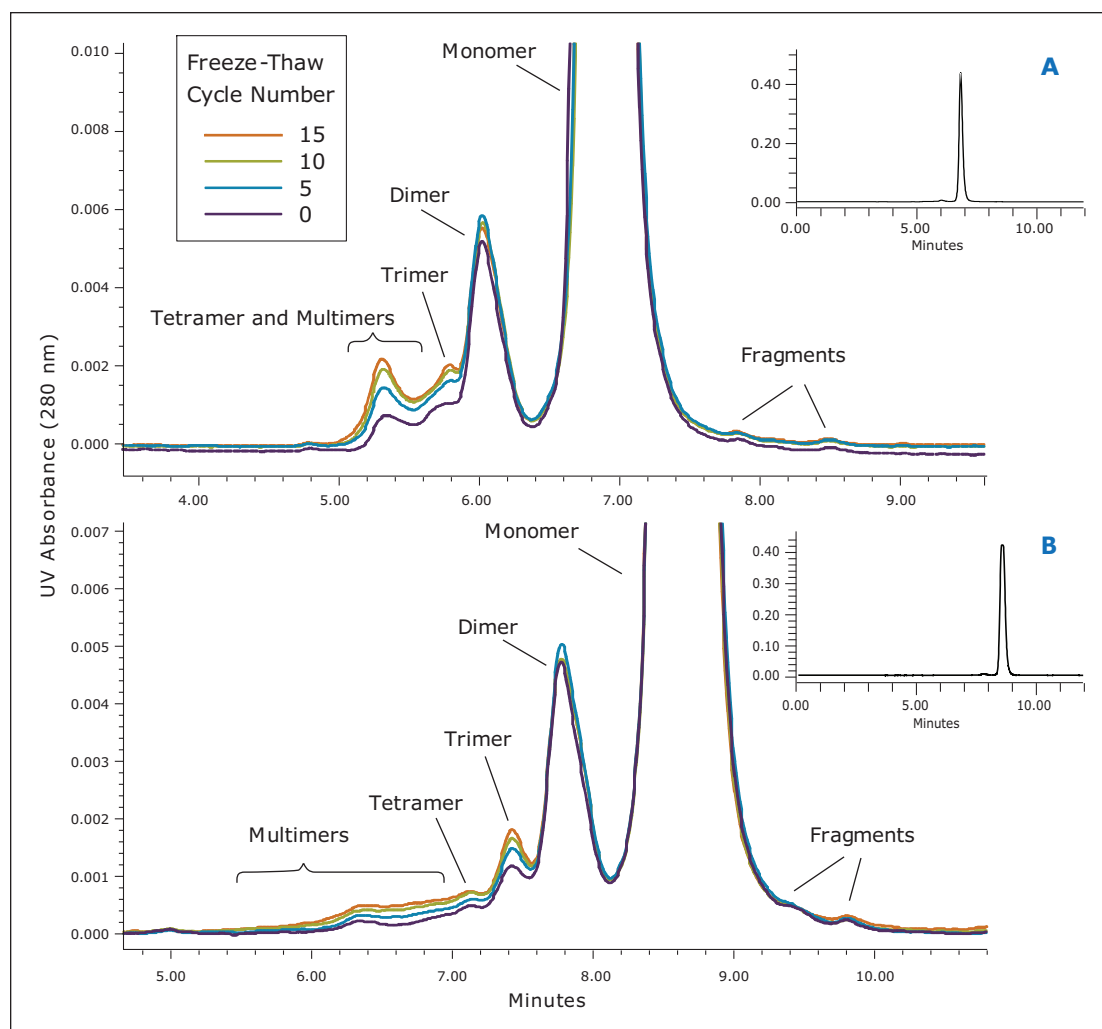 Freeze-Thaw
Cycle Number
15
10
5
0
A
Monomer
Dimer
Trimer
Tetramer and Multimers
Fragments
0.010
0.008
0.006
0.004
0.002
0.000
4.00 5.00 6.00 7.00 8.00 9.00
0.40
0.20
0.00
0.00 5.00 10.00
Minutes
UV Absorbance (280 nm)
B
Monomer
Dimer
Trimer
Tetramer
Multimers
Fragments
0.007
0.006
0.005
0.004
0.003
0.002
0.001
0.000
5.00 6.00 7.00 8.00 9.00 10.00
Minutes
0.40
0.30
0.20
0.10
0.00
0.00 5.00 10.00
Minutes